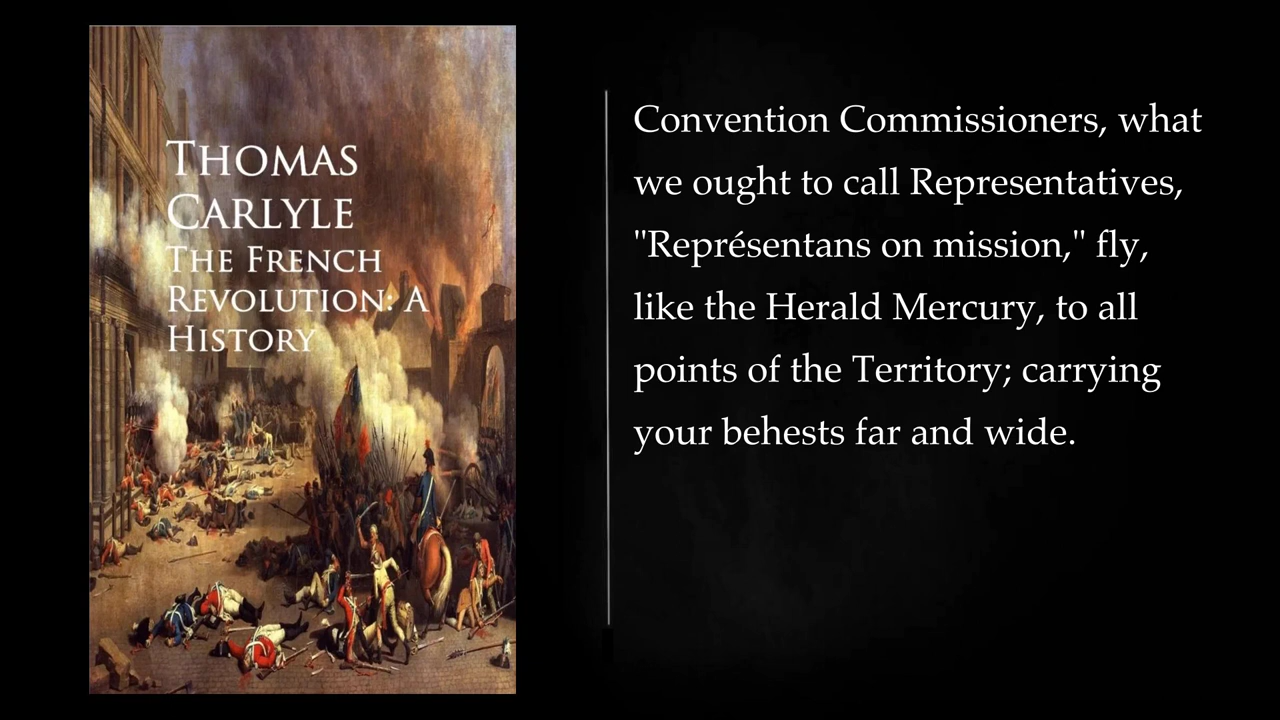 THOMAS
CARLYLE
THE FRENCH
REVOLUTION: A
HISTORY
Convention Commissioners, what
we ought to call Representatives,
"Représentans on mission," fly,
like the Herald Mercury, to all
points of the Territory; carrying
your behests far and wide.